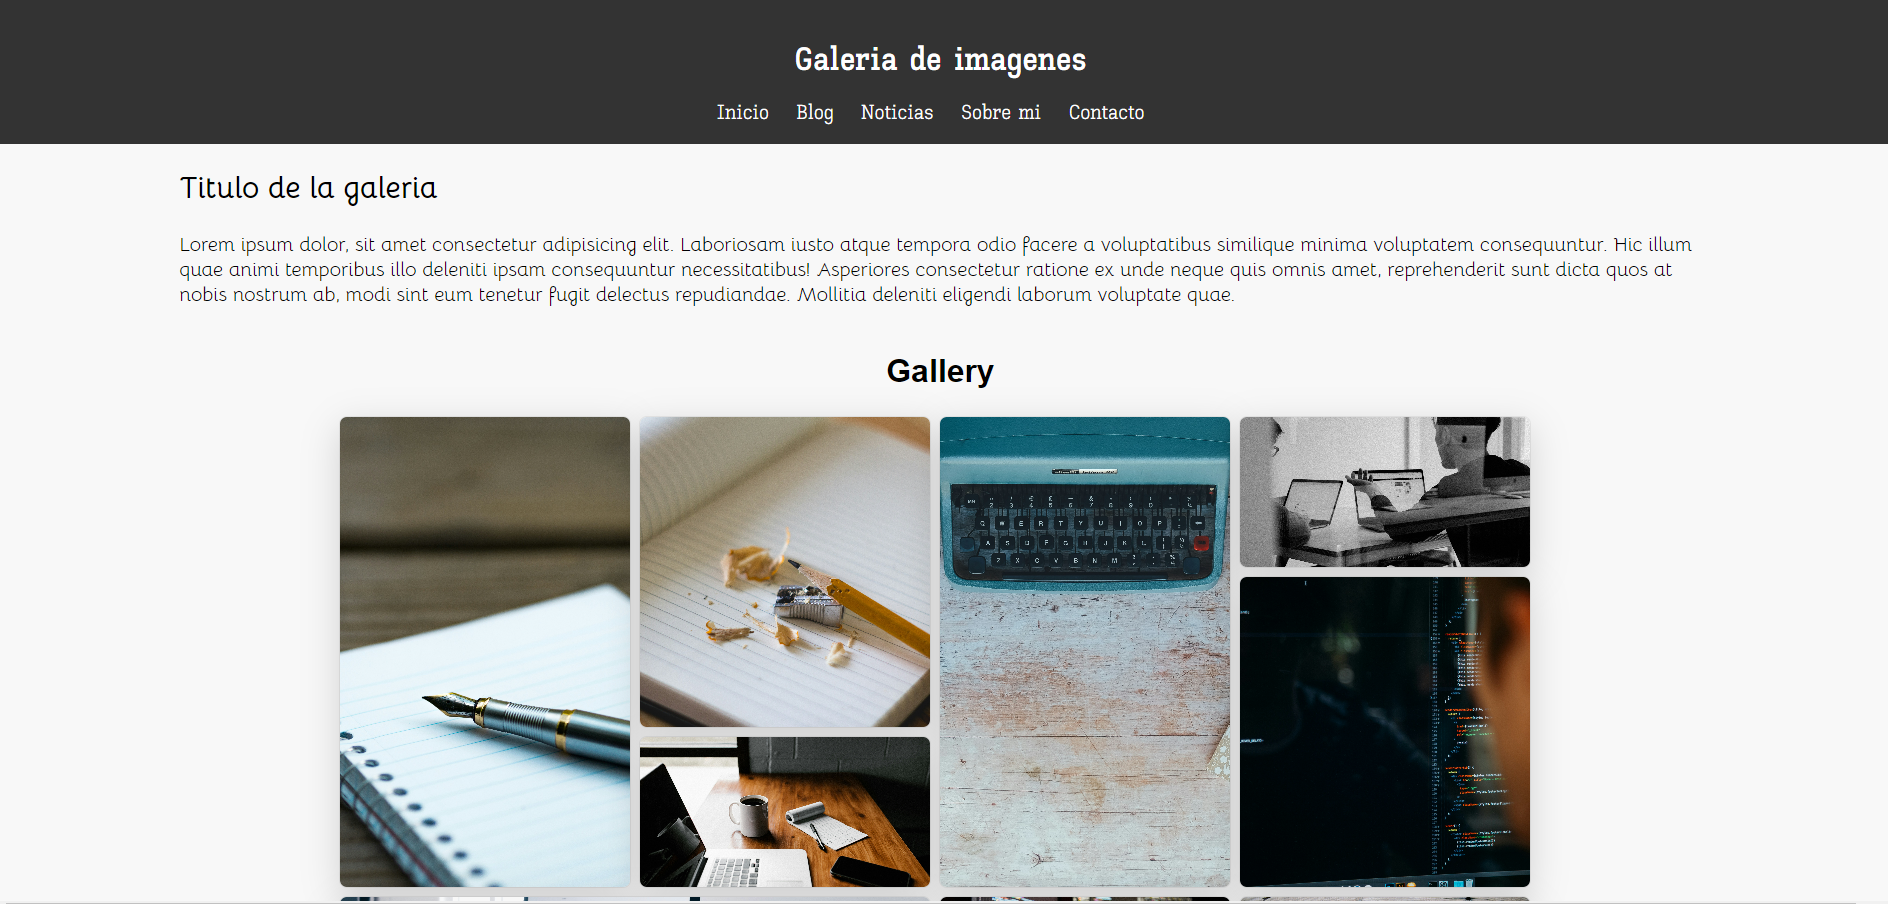 Galeria de imagenes
Inicio Blog Noticias Sobre mi Contacto
Titulo de la galeria
Lorem ipsum dolor, sit amet consectetur adipisicing elit. Laboriosam iusto atque tempora odio facere a voluptatibus similique minima voluptatem consequuntur. Hic illum
quae animi temporibus illo deleniti ipsam consequuntur necessitatibus! Asperiores consectetur ratione ex unde neque quis omnis amet, reprehenderit sunt dicta quos at
nobis nostrum ab, modi sint eum tenetur fugit delectus repudiandae. Mollitia deleniti eligendi laborum voluptate quae.
Gallery
Q W E R T Y U I O P
A S D F G H J K L
Z X C V B N M